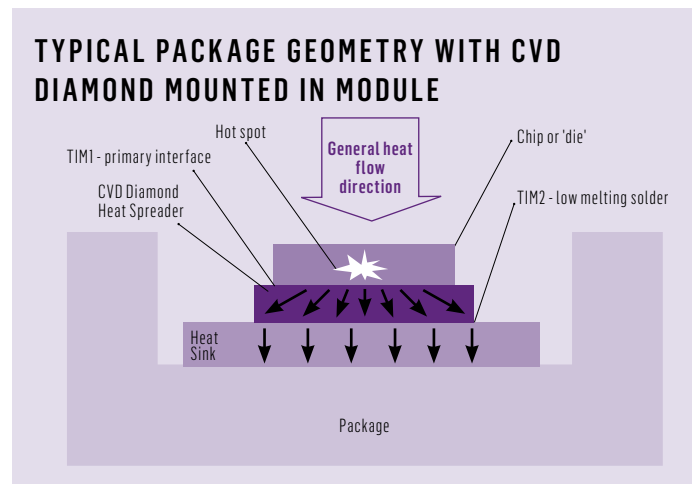 TYPICAL PACKAGE GEOMETRY WITH CVD
DIAMOND MOUNTED IN MODULE
Hot spot
TIM1 - primary interface
CVD Diamond
Heat Spreader
General heat
flow
direction
Chip or 'die'
TIM2 - low melting solder
Heat
Sink
Package